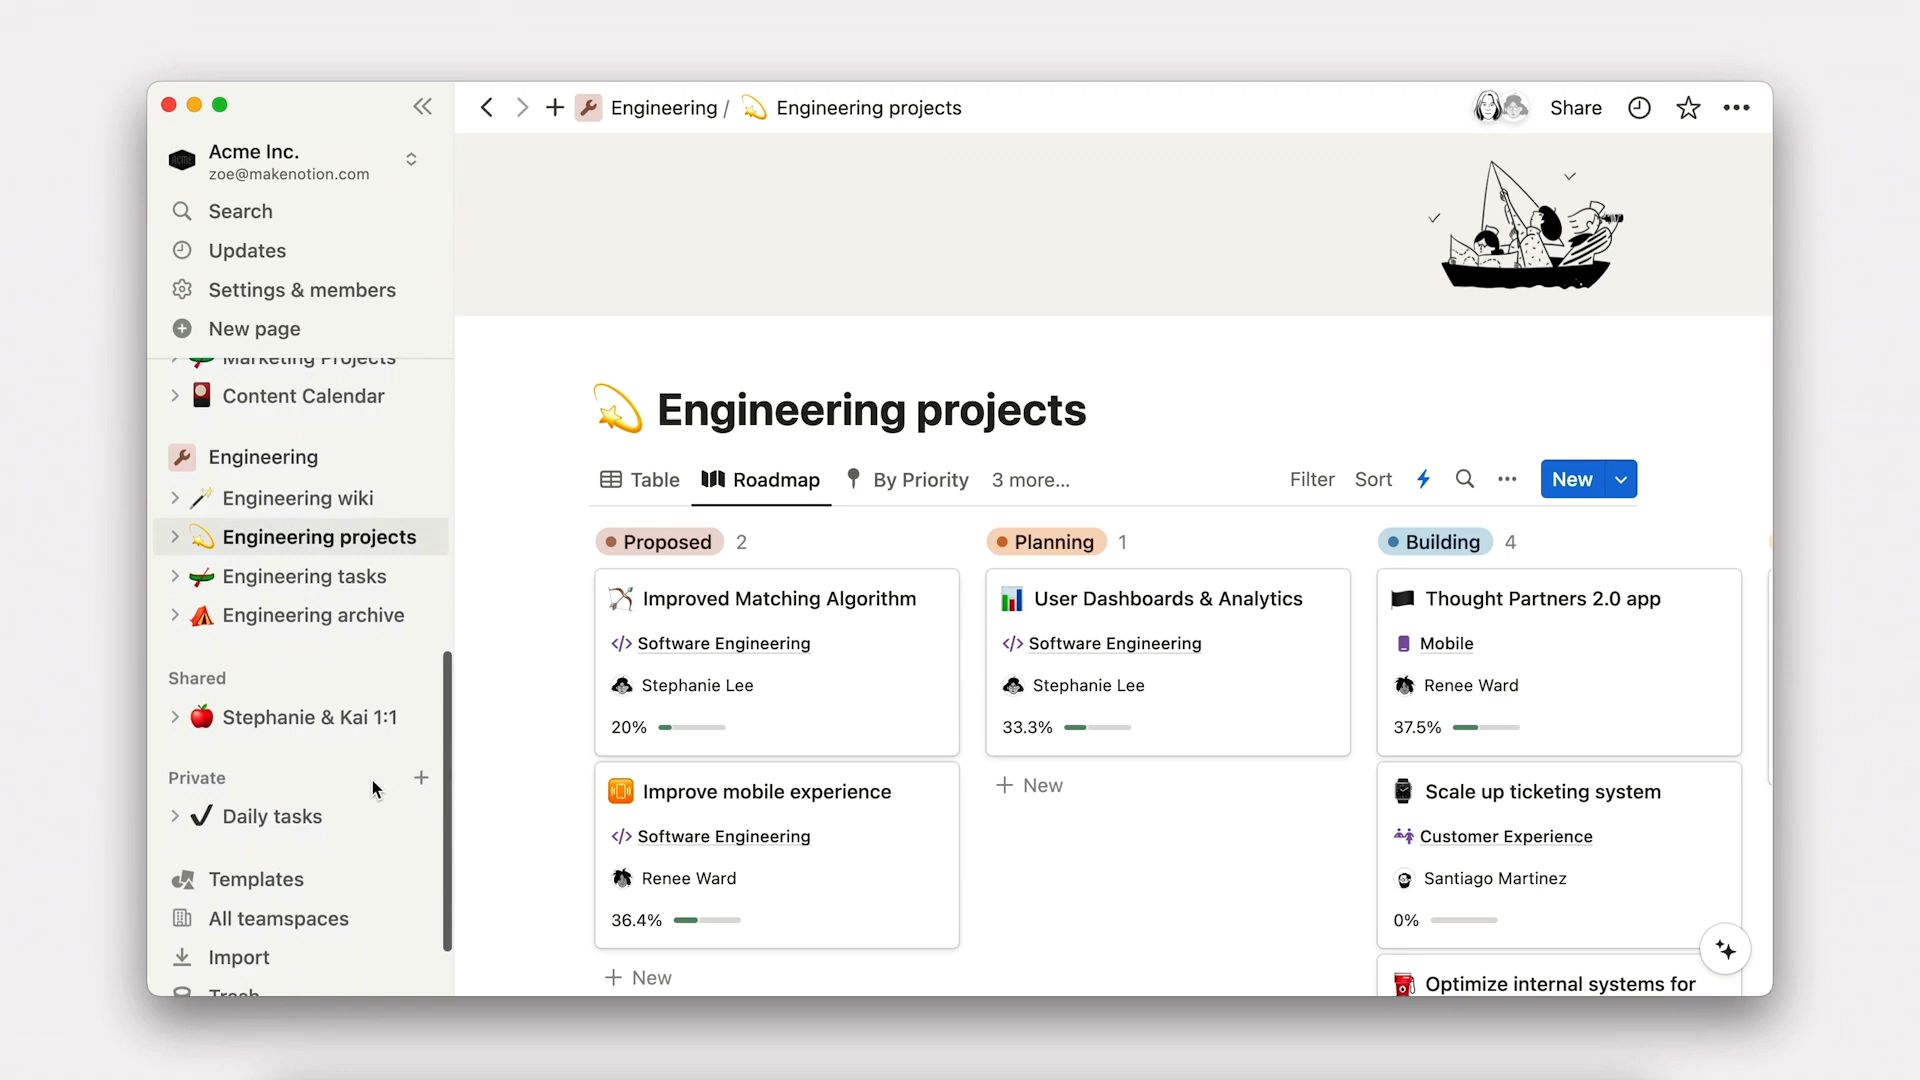 Engineering / Engineering projects
Share
ACME
Acme Inc.
zoe@makenotion.com
Search
Updates
Settings & members
New page
Marketing Projects
Content Calendar
Engineering
Engineering wiki
Engineering projects
Engineering tasks
Engineering archive
Shared
Stephanie & Kai 1:1
Private
Daily tasks
Templates
All teamspaces
Import
Trash
Engineering projects
Table
Roadmap
By Priority
3 more...
Filter
Sort
New
Proposed 2
Improved Matching Algorithm
Software Engineering
Stephanie Lee
20%
Improve mobile experience
Software Engineering
Renee Ward
36.4%
New
Planning 1
User Dashboards & Analytics
Software Engineering
Stephanie Lee
33.3%
New
Building 4
Thought Partners 2.0 app
Mobile
Renee Ward
37.5%
Scale up ticketing system
Customer Experience
Santiago Martinez
0%
Optimize internal systems for